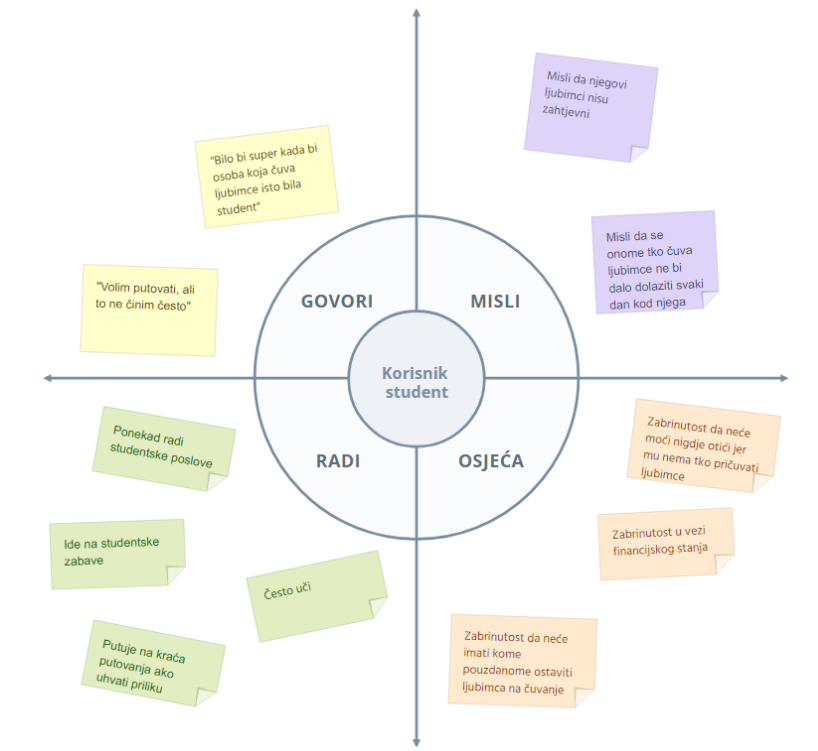 Misli da njegovi
ljubimci nisu
zahtjevni
"Bilo bi super kada bi
osoba koja čuva
ljubimce isto bila
student"
Misli da se
onome tko čuva
ljubimce ne bi
dalo dolaziti svaki
dan kod njega
"Volim putovati, ali
to ne činim često"
GOVORI
MISLI
Korisnik
student
RADI
OSJEĆA
Ponekad radi
studentske poslove
Zabrinutost da neće
moći nigdje otići jer
mu nema tko pričuvati
ljubimce
Ide na studentske
zabave
Zabrinutost u vezi
financijskog stanja
Često uči
Putuje na kraća
putovanja ako
uhvati priliku
Zabrinutost da neće
imati kome
pouzdanome ostaviti
ljubimca na čuvanje